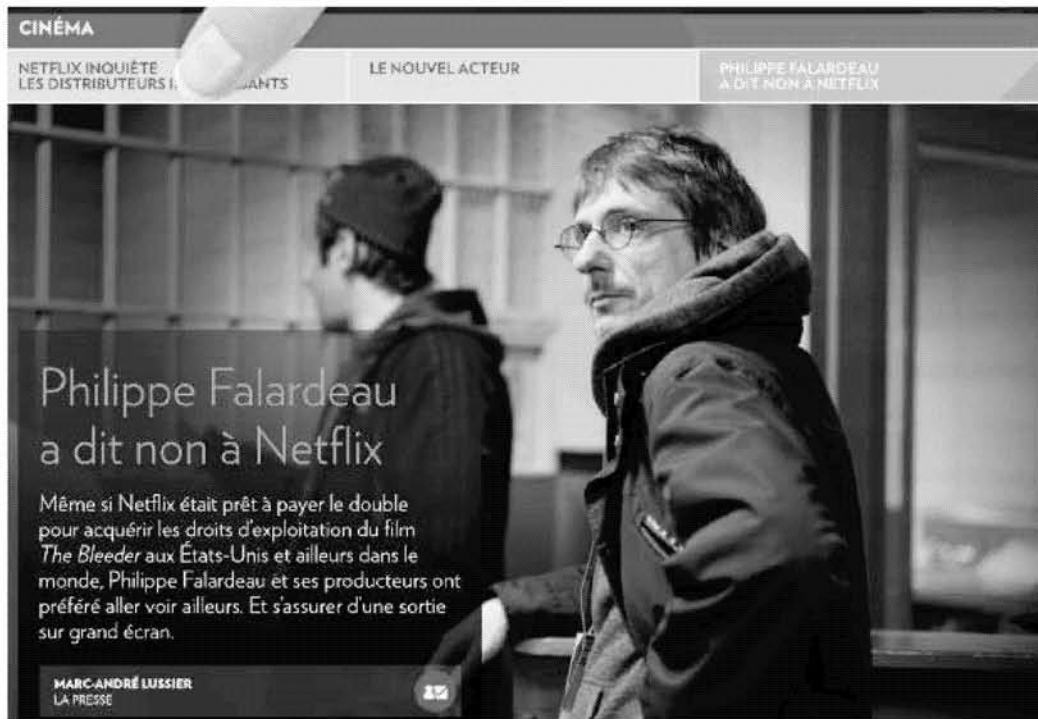 CINÉMA
NETFLIX INQUIÈTE
LES DISTRIBUTEURS
LE NOUVEL ACTEUR
PHILIPPE FALARDEAU
A DIT NON À NETFLIX
Philippe Falardeau
a dit non à Netflix
Même si Netflix était prêt à payer le double
pour acquérir les droits d'exploitation du film
The Bleeder aux États-Unis et ailleurs dans le
monde, Philippe Falardeau et ses producteurs ont
préféré aller voir ailleurs. Et s'assurer d'une sortie
sur grand écran.
MARC-ANDRÉ LUSSIER
LA PRESSE